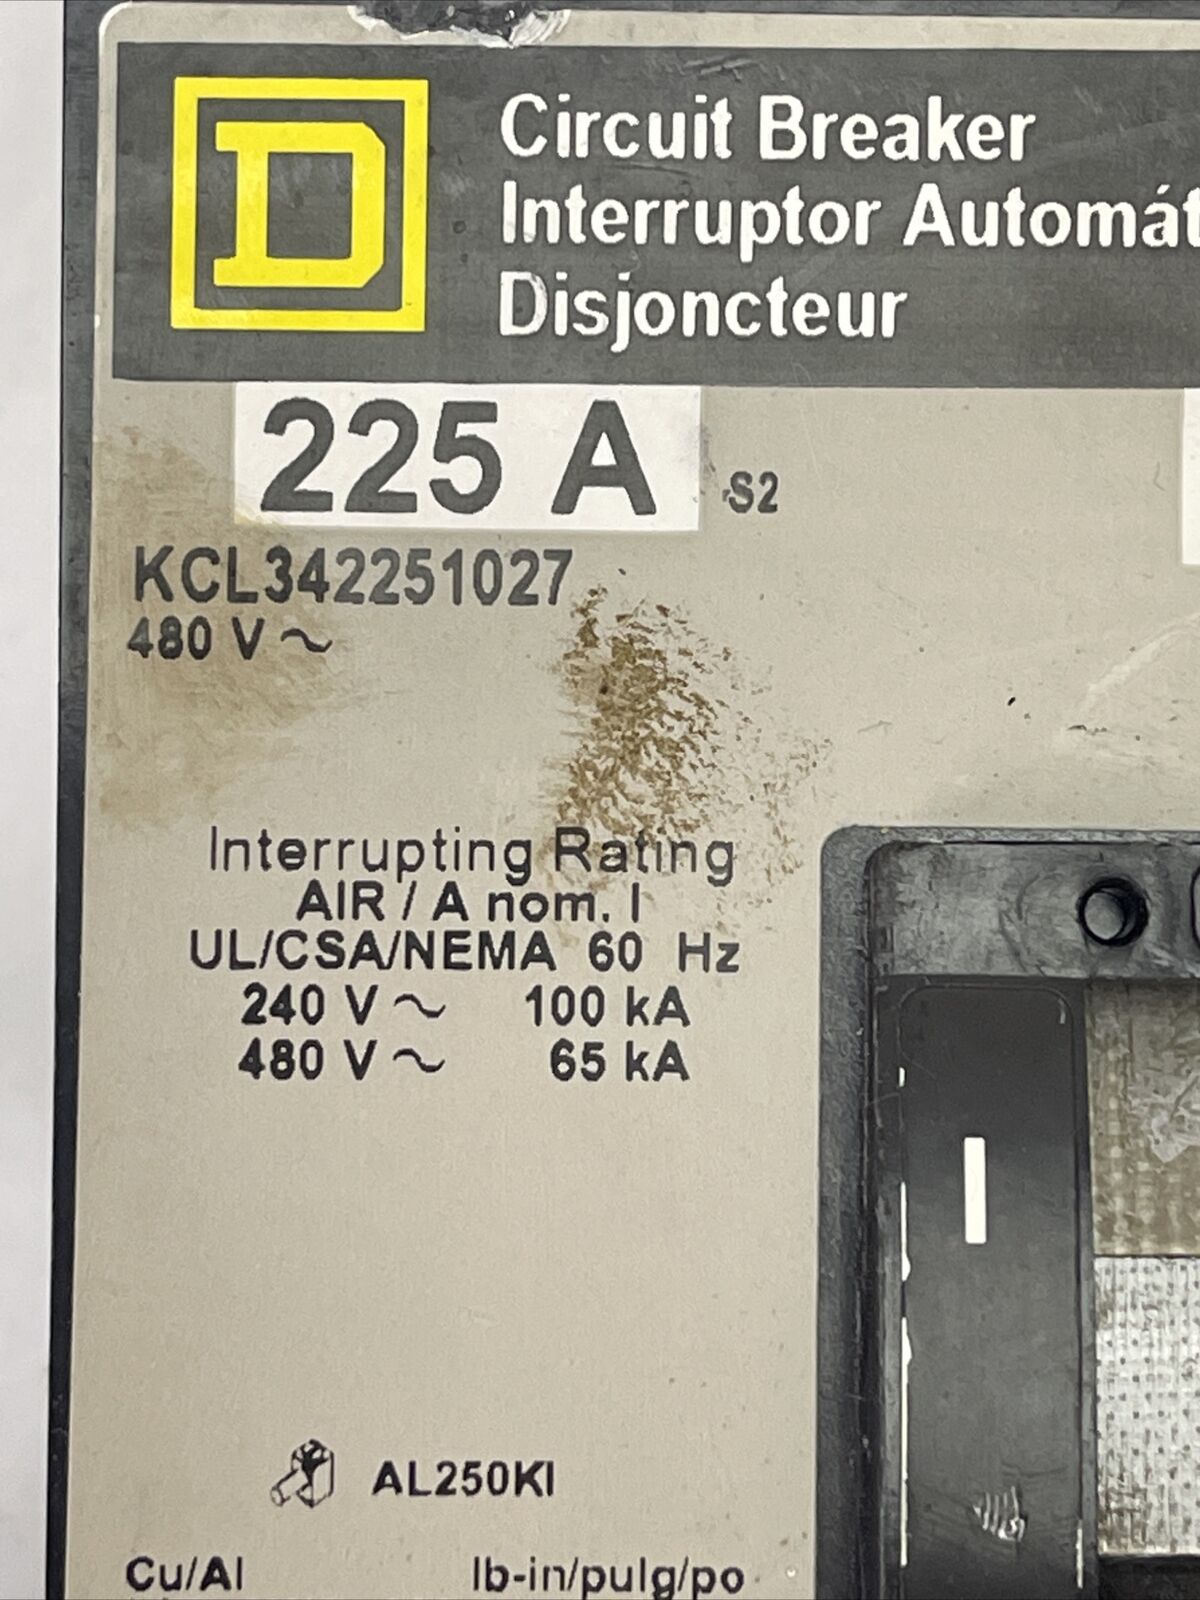 D
Circuit Breaker
Interruptor Automát
Disjoncteur
225 A
S2
KCL342251027
480 V ~
Interrupting Rating
AIR / A nom. I
UL/CSA/NEMA 60 Hz
240 V ~ 100 kA
480 V ~ 65 kA
I
AL250KI
Cu/Al lb-in/pulg/po